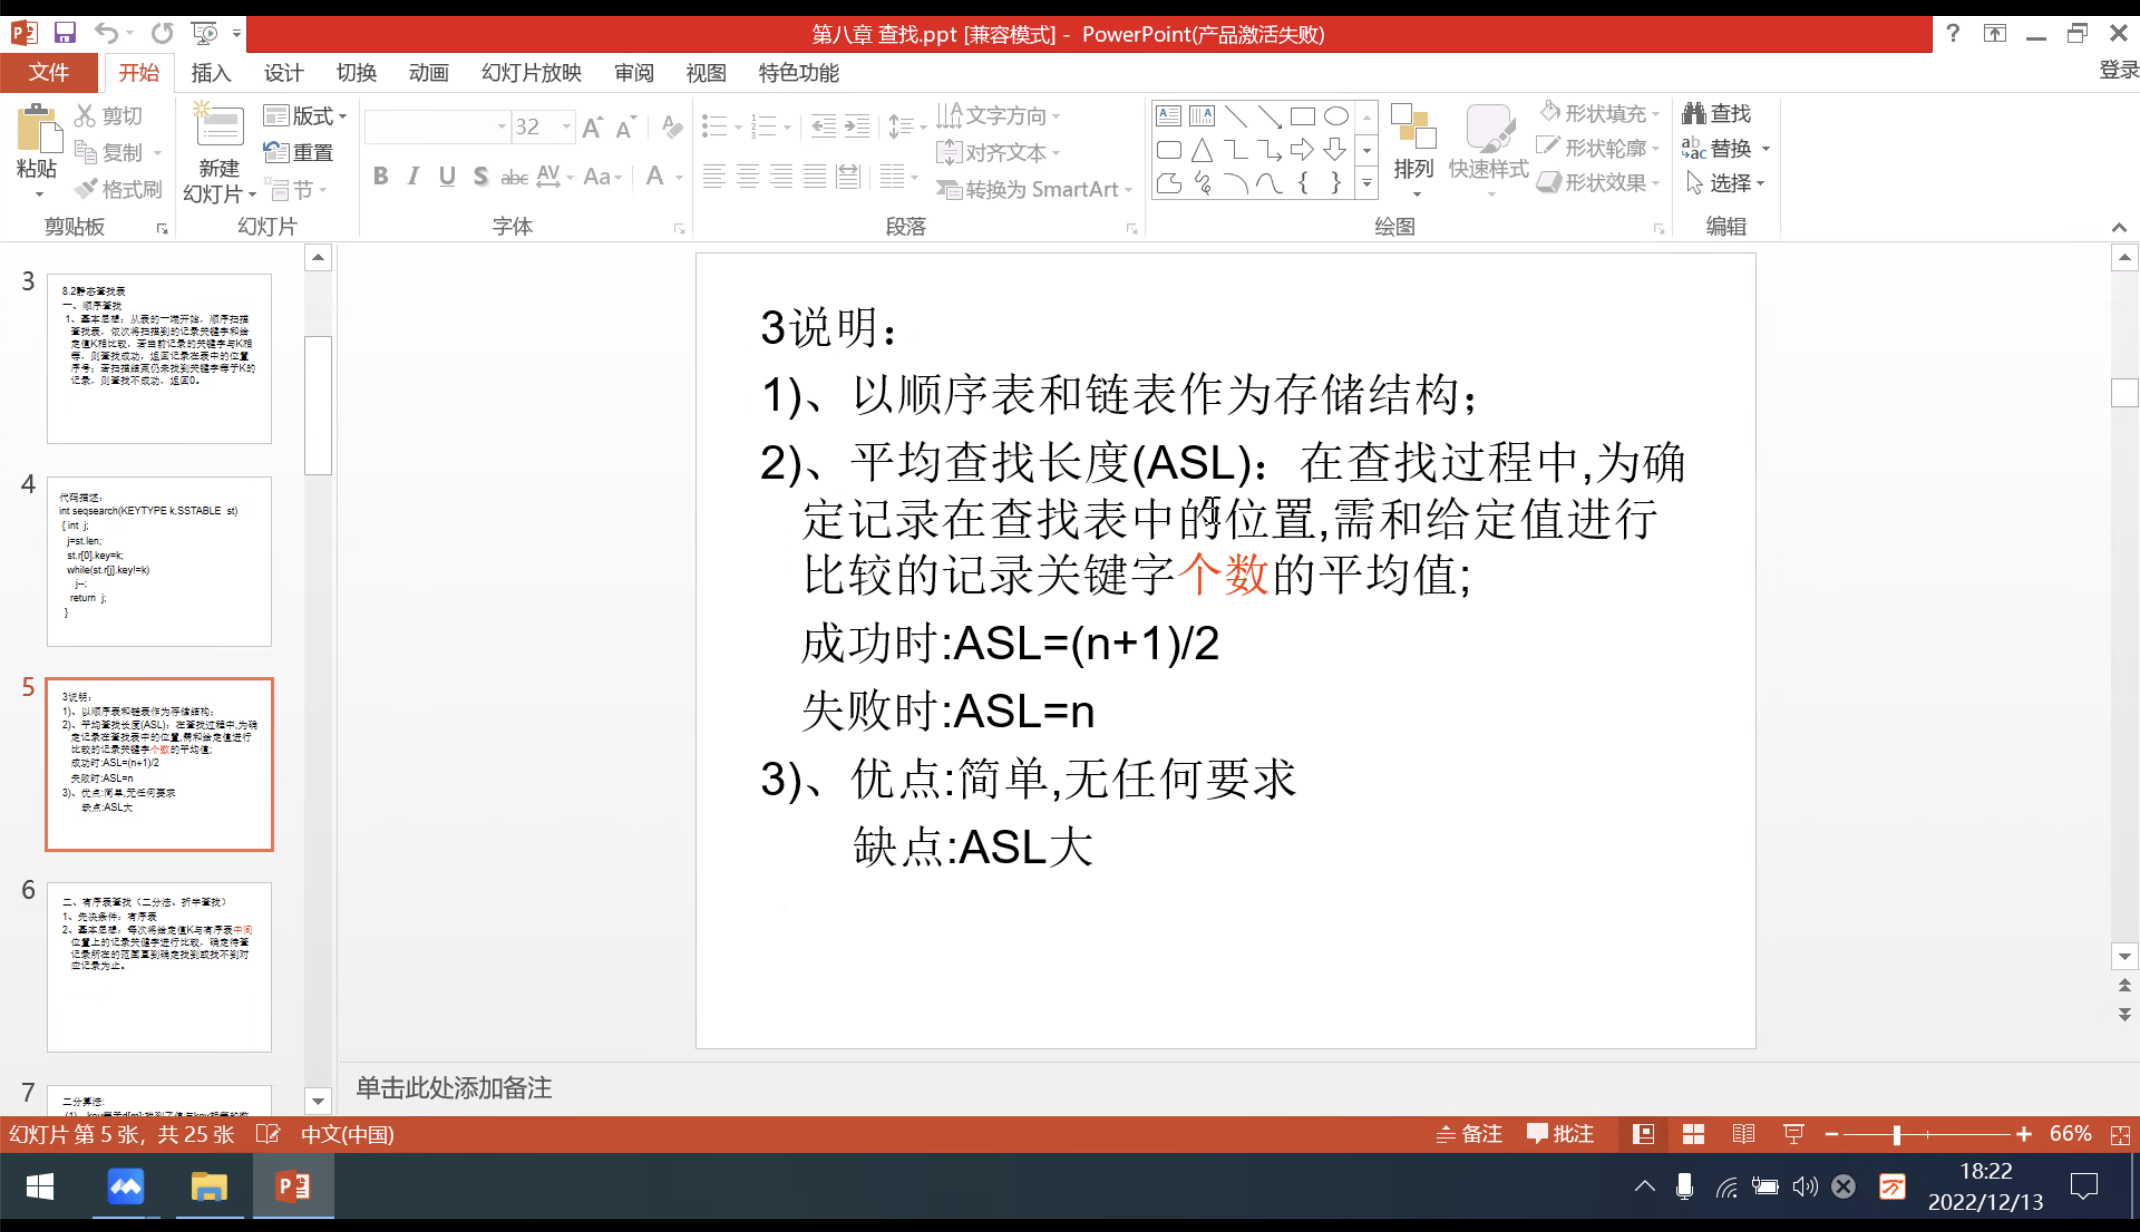 第八章 查找.ppt [兼容模式] - PowerPoint(产品激活失败)
登录
文件 开始 插入 设计 切换 动画 幻灯片放映 审阅 视图 特色功能
粘贴
剪切
复制
格式刷
剪贴板
新建
幻灯片
版式
重置
节
幻灯片
32
字体
文字方向
对齐文本
转换为 SmartArt
段落
排列
快速样式
形状填充
形状轮廓
形状效果
绘图
查找
替换
选择
编辑
3
8.2静态查找表
一、顺序查找
1、基本思想：从表的一端开始，顺序扫描
查找表，依次将扫描到的记录关键字和给
定值K相比较，若当前记录的关键字与K相
等，则查找成功，返回记录在表中的位置
序号；若扫描结束仍未找到关键字等于K的
记录，则查找不成功，返回0。
4
代码描述：
int seqsearch(KEYTYPE k,SSTABLE st)
{ int j;
j=st.len;
st.r[0].key=k;
while(st.r[j].key!=k)
j--;
return j;
}
5
3说明：
1)、以顺序表和链表作为存储结构；
2)、平均查找长度(ASL)：在查找过程中,为确
定记录在查找表中的位置,需和给定值进行
比较的记录关键字个数的平均值;
成功时:ASL=(n+1)/2
失败时:ASL=n
3)、优点:简单,无任何要求
缺点:ASL大
6
二、有序表查找（二分法、折半查找）
1、先决条件：有序表
2、基本思想：每次将给定值K与有序表中间
位置上的记录关键字进行比较，确定待查
记录所在的范围直到确定找到或找不到对
应记录为止。
7
二分算法:
3说明：
1)、以顺序表和链表作为存储结构；
2)、平均查找长度(ASL)：在查找过程中,为确
定记录在查找表中的位置,需和给定值进行
比较的记录关键字个数的平均值;
成功时:ASL=(n+1)/2
失败时:ASL=n
3)、优点:简单,无任何要求
缺点:ASL大
单击此处添加备注
幻灯片 第 5 张，共 25 张 中文(中国) 备注 批注 66%
18:22
2022/12/13